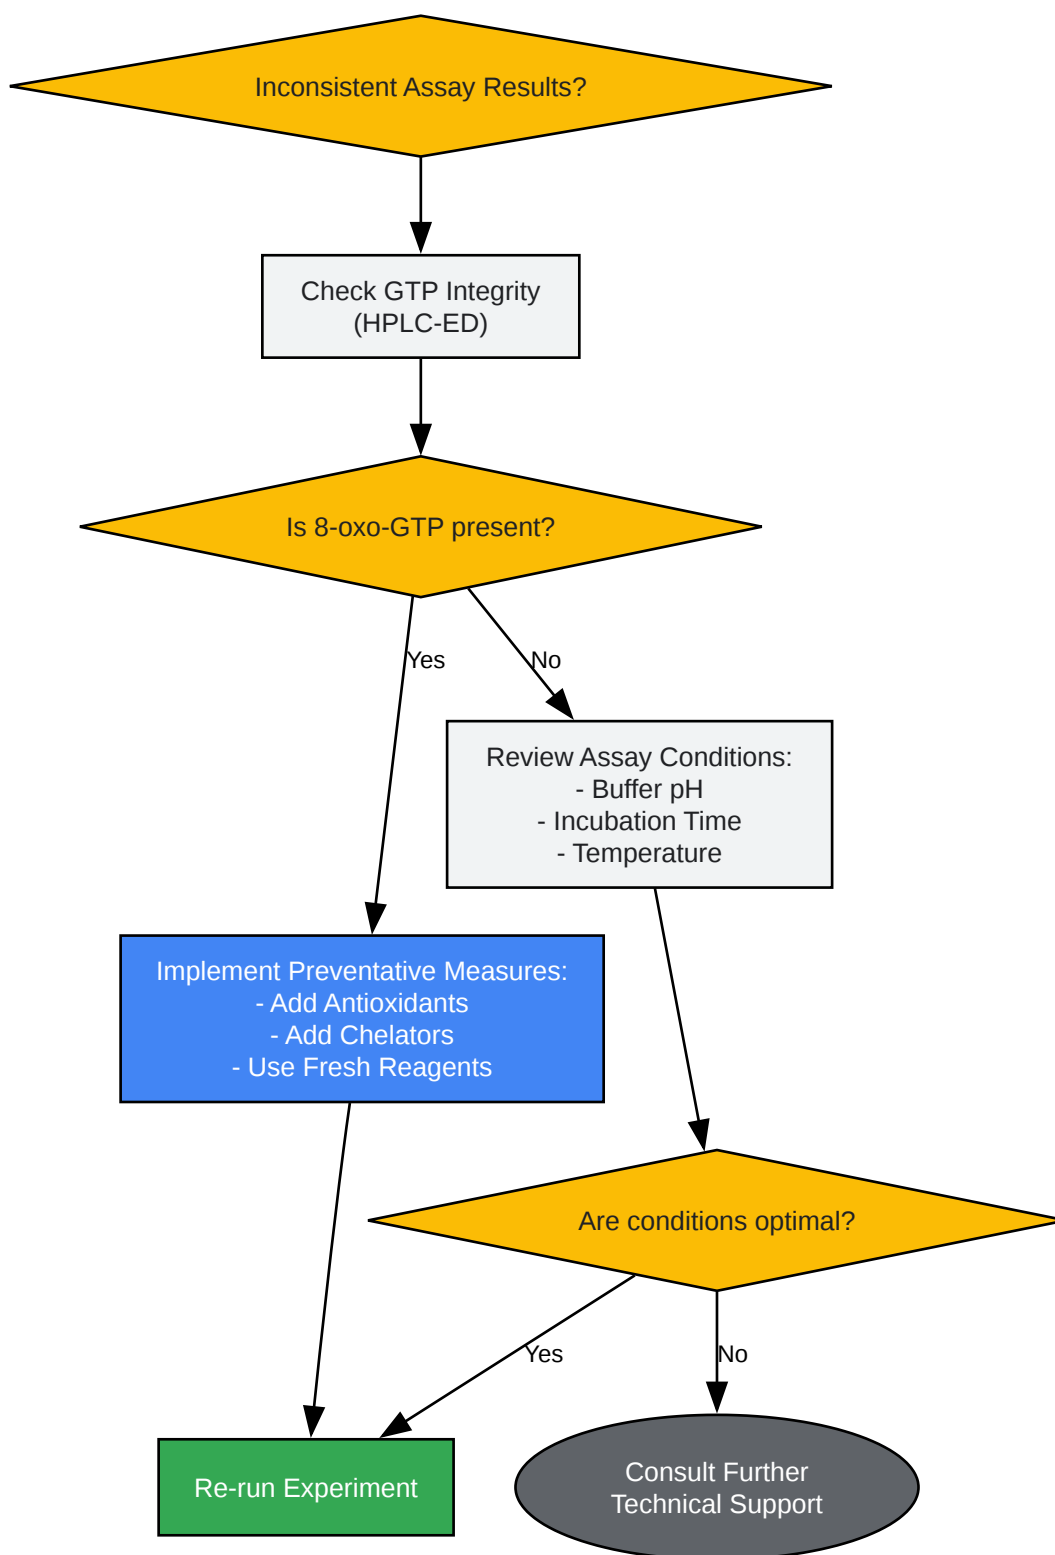 Inconsistent Assay Results?
Check GTP Integrity
(HPLC-ED)
Is 8-oxo-GTP present?
Yes
No
Review Assay Conditions:
- Buffer pH
- Incubation Time
- Temperature
Implement Preventative Measures:
- Add Antioxidants
- Add Chelators
- Use Fresh Reagents
Are conditions optimal?
Yes
No
Re-run Experiment
Consult Further
Technical Support